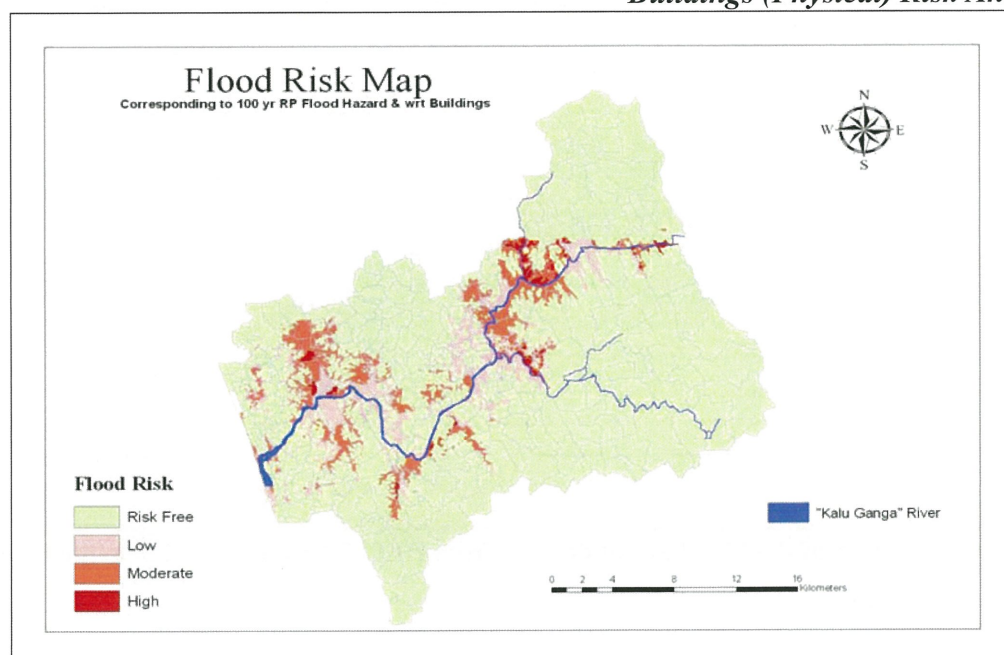 Buildings (Physical) Risk
Flood Risk Map
Corresponding to 100 yr RP Flood Hazard & wrt Buildings
N
W E
S
Flood Risk
Risk Free
Low
Moderate
High
"Kalu Ganga" River
0 2 4 8 12 16
Kilometers